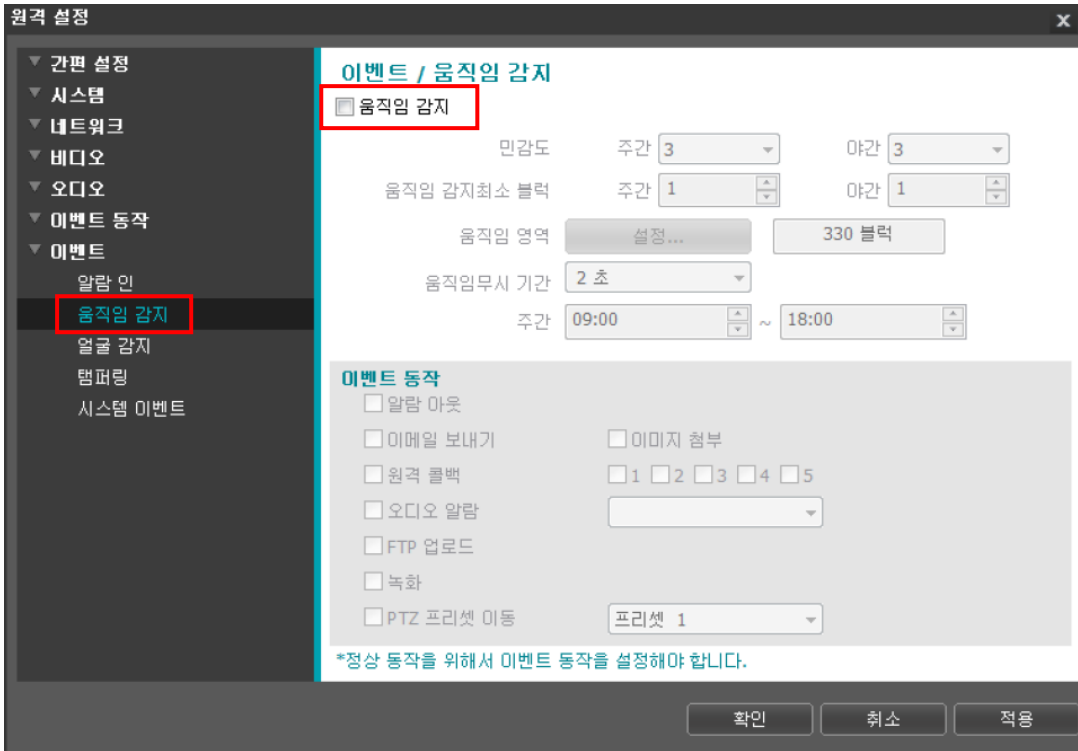 원격 설정
x
간편 설정
시스템
네트워크
비디오
오디오
이벤트 동작
이벤트
알람 인
움직임 감지
얼굴 감지
탬퍼링
시스템 이벤트
이벤트 / 움직임 감지
움직임 감지
민감도 주간 3 야간 3
움직임 감지최소 블럭 주간 1 야간 1
움직임 영역 설정... 330 블럭
움직임무시 기간 2 초
주간 09:00 ~ 18:00
이벤트 동작
알람 아웃
이메일 보내기 이미지 첨부
원격 콜백 1 2 3 4 5
오디오 알람
FTP 업로드
녹화
PTZ 프리셋 이동 프리셋 1
*정상 동작을 위해서 이벤트 동작을 설정해야 합니다.
확인 취소 적용